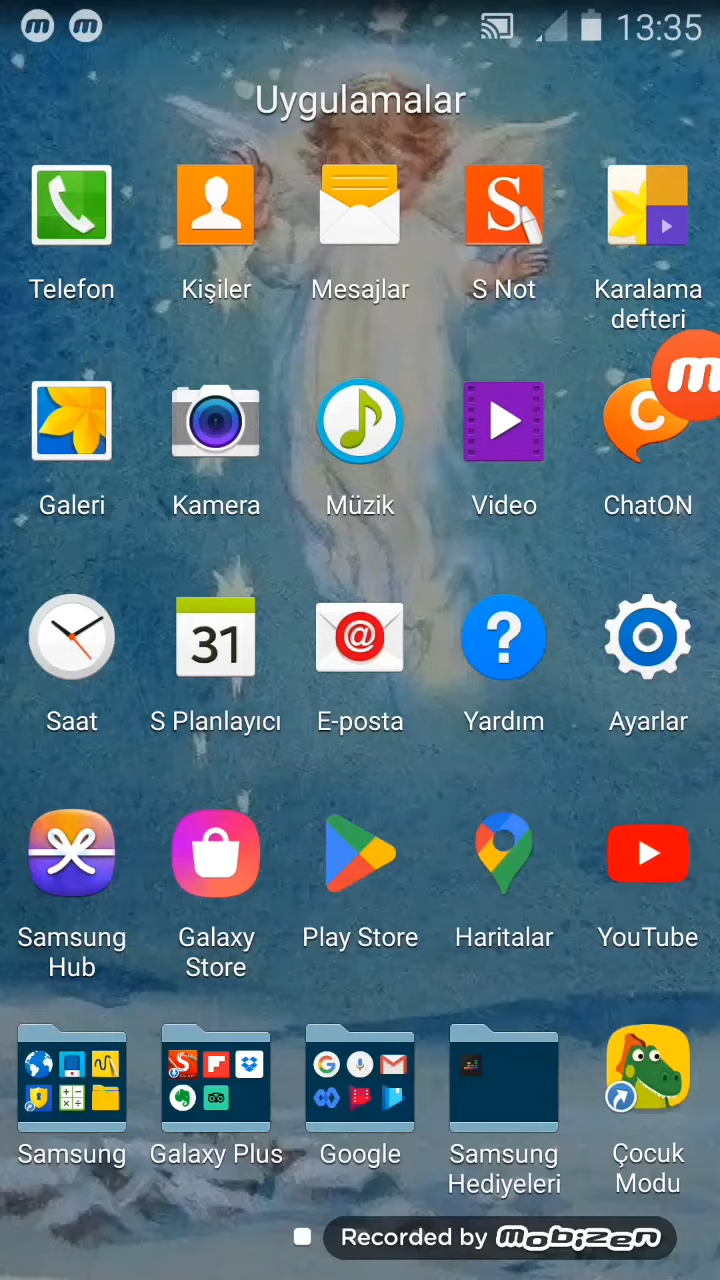 13:35
Uygulamalar
Telefon
Kişiler
Mesajlar
S Not
Karalama
defteri
Galeri
Kamera
Müzik
Video
ChatON
31
Saat
S Planlayıcı
E-posta
Yardım
Ayarlar
Samsung
Hub
Galaxy
Store
Play Store
Haritalar
YouTube
Samsung
Galaxy Plus
Google
Samsung
Hediyeleri
Çocuk
Modu
Recorded by mobizen